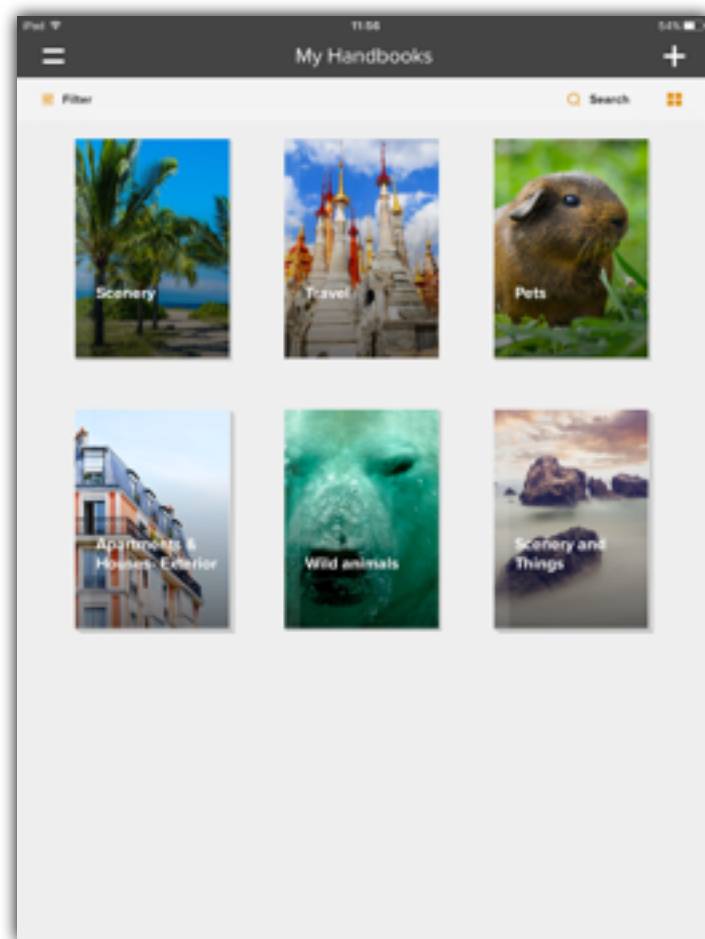 iPad
11:56
54%
My Handbooks
Filter
Search
Scenery
Travel
Pets
Apartments &
Houses- Exterior
Wild animals
Scenery and
Things